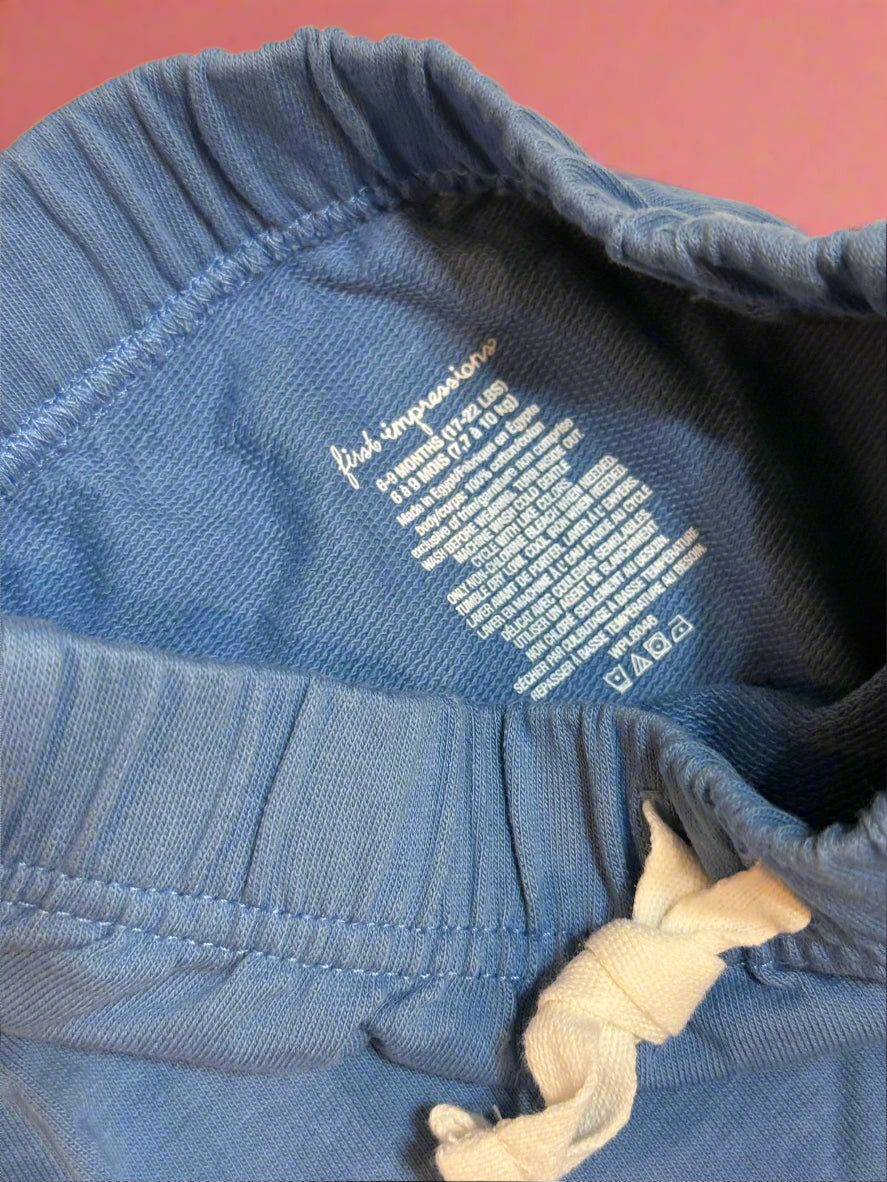 first impressions
6-9 MONTHS (17-22 LBS)
6 à 9 MOIS (7.7 à 10 kg)
Made in Egypt/Fabriqué en Égypte
body/corps: 100% cotton/coton
exclusive of trim/garniture non comprise
WASH BEFORE WEARING. TURN INSIDE OUT.
MACHINE WASH COLD GENTLE
CYCLE WITH LIKE COLORS.
ONLY NON-CHLORINE BLEACH WHEN NEEDED.
TUMBLE DRY LOW. COOL IRON WHEN NEEDED.
LAVER AVANT DE PORTER. LAVER À L'ENVERS.
LAVER EN MACHINE À L'EAU FROIDE AU CYCLE
DÉLICAT AVEC COULEURS SEMBLABLES.
UTILISER UN AGENT DE BLANCHIMENT
NON CHLORÉ SEULEMENT AU BESOIN.
SÉCHER PAR CULBUTAGE À BASSE TEMPÉRATURE.
REPASSER À BASSE TEMPÉRATURE AU BESOIN.
WPL8046